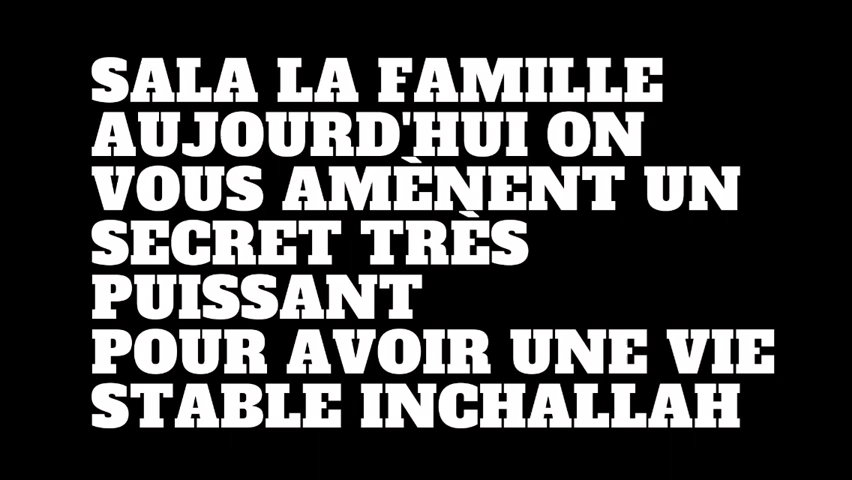 SALA LA FAMILLE
AUJOURD'HUI ON
VOUS AMÈNENT UN
SECRET TRÈS
PUISSANT
POUR AVOIR UNE VIE
STABLE INCHALLAH